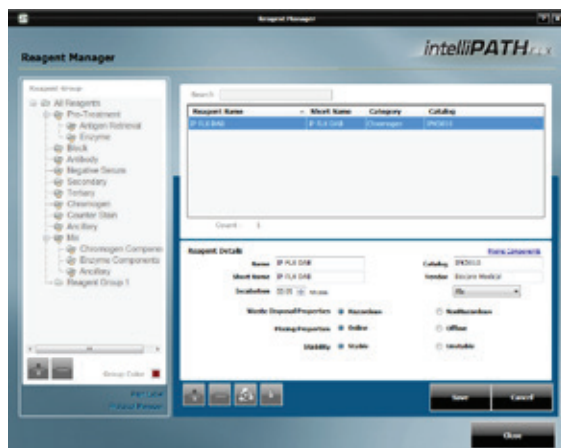 Reagent Manager
intelliPATH FLX
Reagent Manager
Reagent Group
All Reagents
Pre-Treatment
Antigen Retrieval
Enzyme
Block
Antibody
Negative Serum
Secondary
Tertiary
Chromogen
Counter Stain
Ancillary
Mix
Chromogen Compone
Enzyme Components
Ancillary
Reagent Group 1
Group Color
Search
Reagent Name Short Name Category Catalog
IP FLX DAB IP FLX DAB Chromogen
Count : 1
Reagent Details
Name IP FLX DAB Catalog
Short Name IP FLX DAB Vendor Biocare Medical
Incubation
Waste Disposal Properties Hazardous NonHazardous
Mixing Properties Online Offline
Stability Stable Unstable
Save Cancel
Close